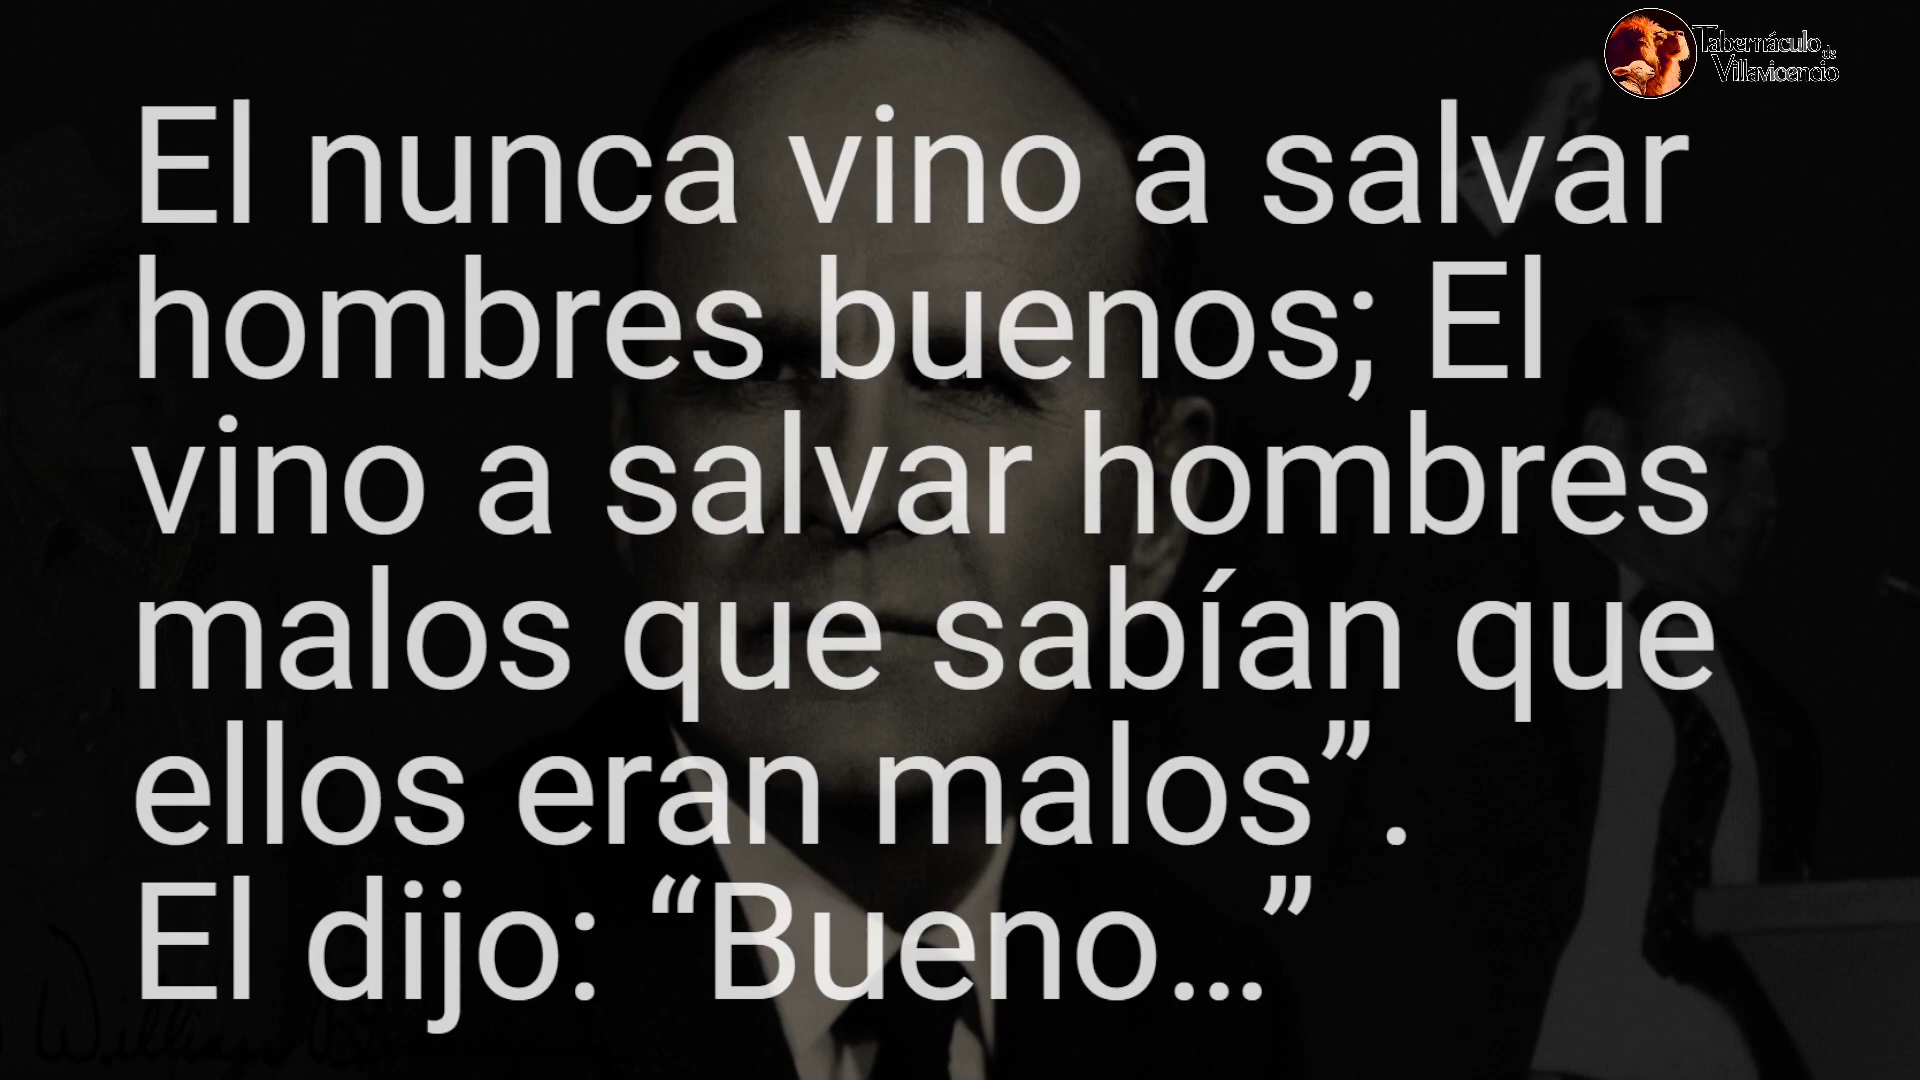 Tabernáculo de
Villavicencio
El nunca vino a salvar
hombres buenos; El
vino a salvar hombres
malos que sabían que
ellos eran malos”.
El dijo: “Bueno...”
William